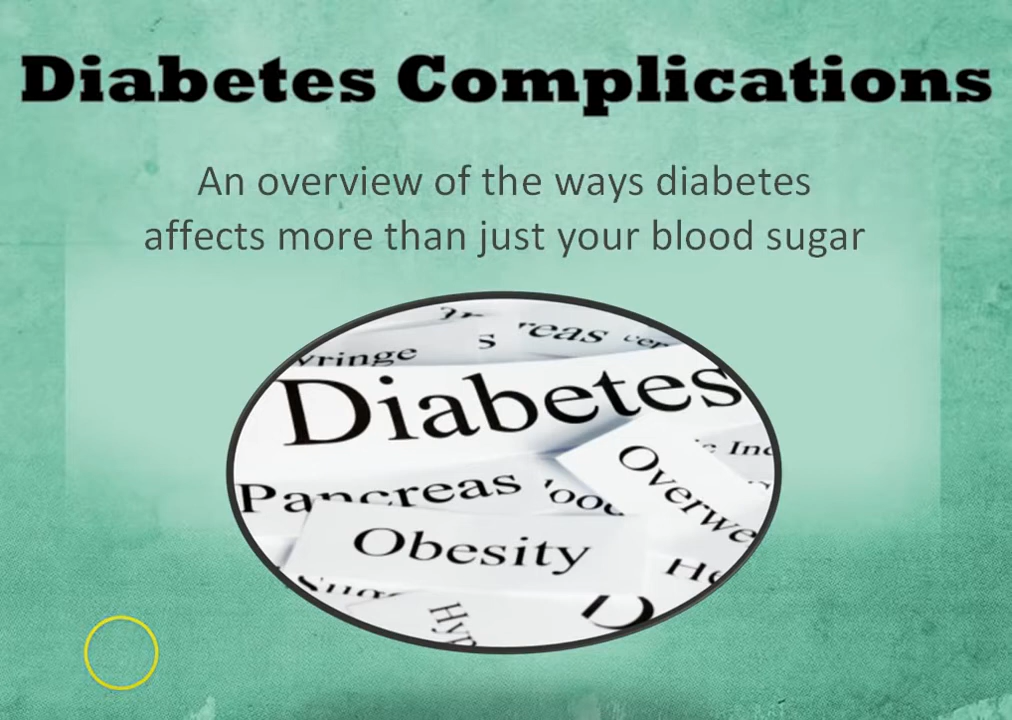 Diabetes Complications
An overview of the ways diabetes
affects more than just your blood sugar
Diabetes
Pancreas
Obesity